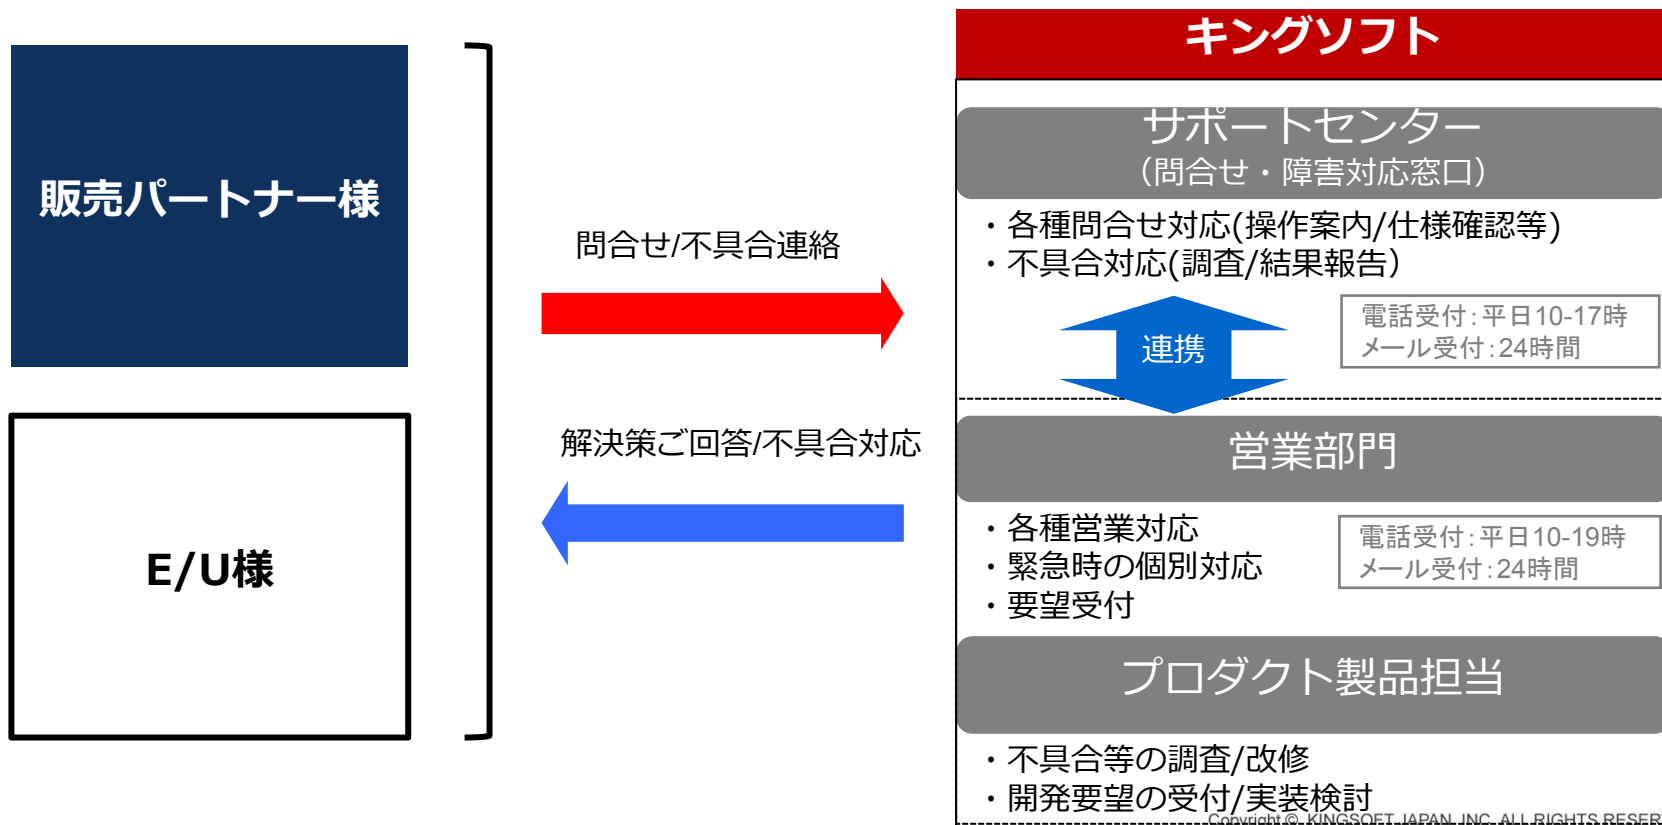 販売パートナー様
E/U様
問合せ/不具合連絡
解決策ご回答/不具合対応
キングソフト
サポートセンター
（問合せ・障害対応窓口）
・各種問合せ対応(操作案内/仕様確認等)
・不具合対応(調査/結果報告）
連携
電話受付：平日10-17時
メール受付：24時間
営業部門
・各種営業対応
・緊急時の個別対応
・要望受付
電話受付：平日10-19時
メール受付：24時間
プロダクト製品担当
・不具合等の調査/改修
・開発要望の受付/実装検討
Copyright © KINGSOFT JAPAN, INC. ALL RIGHTS RESER